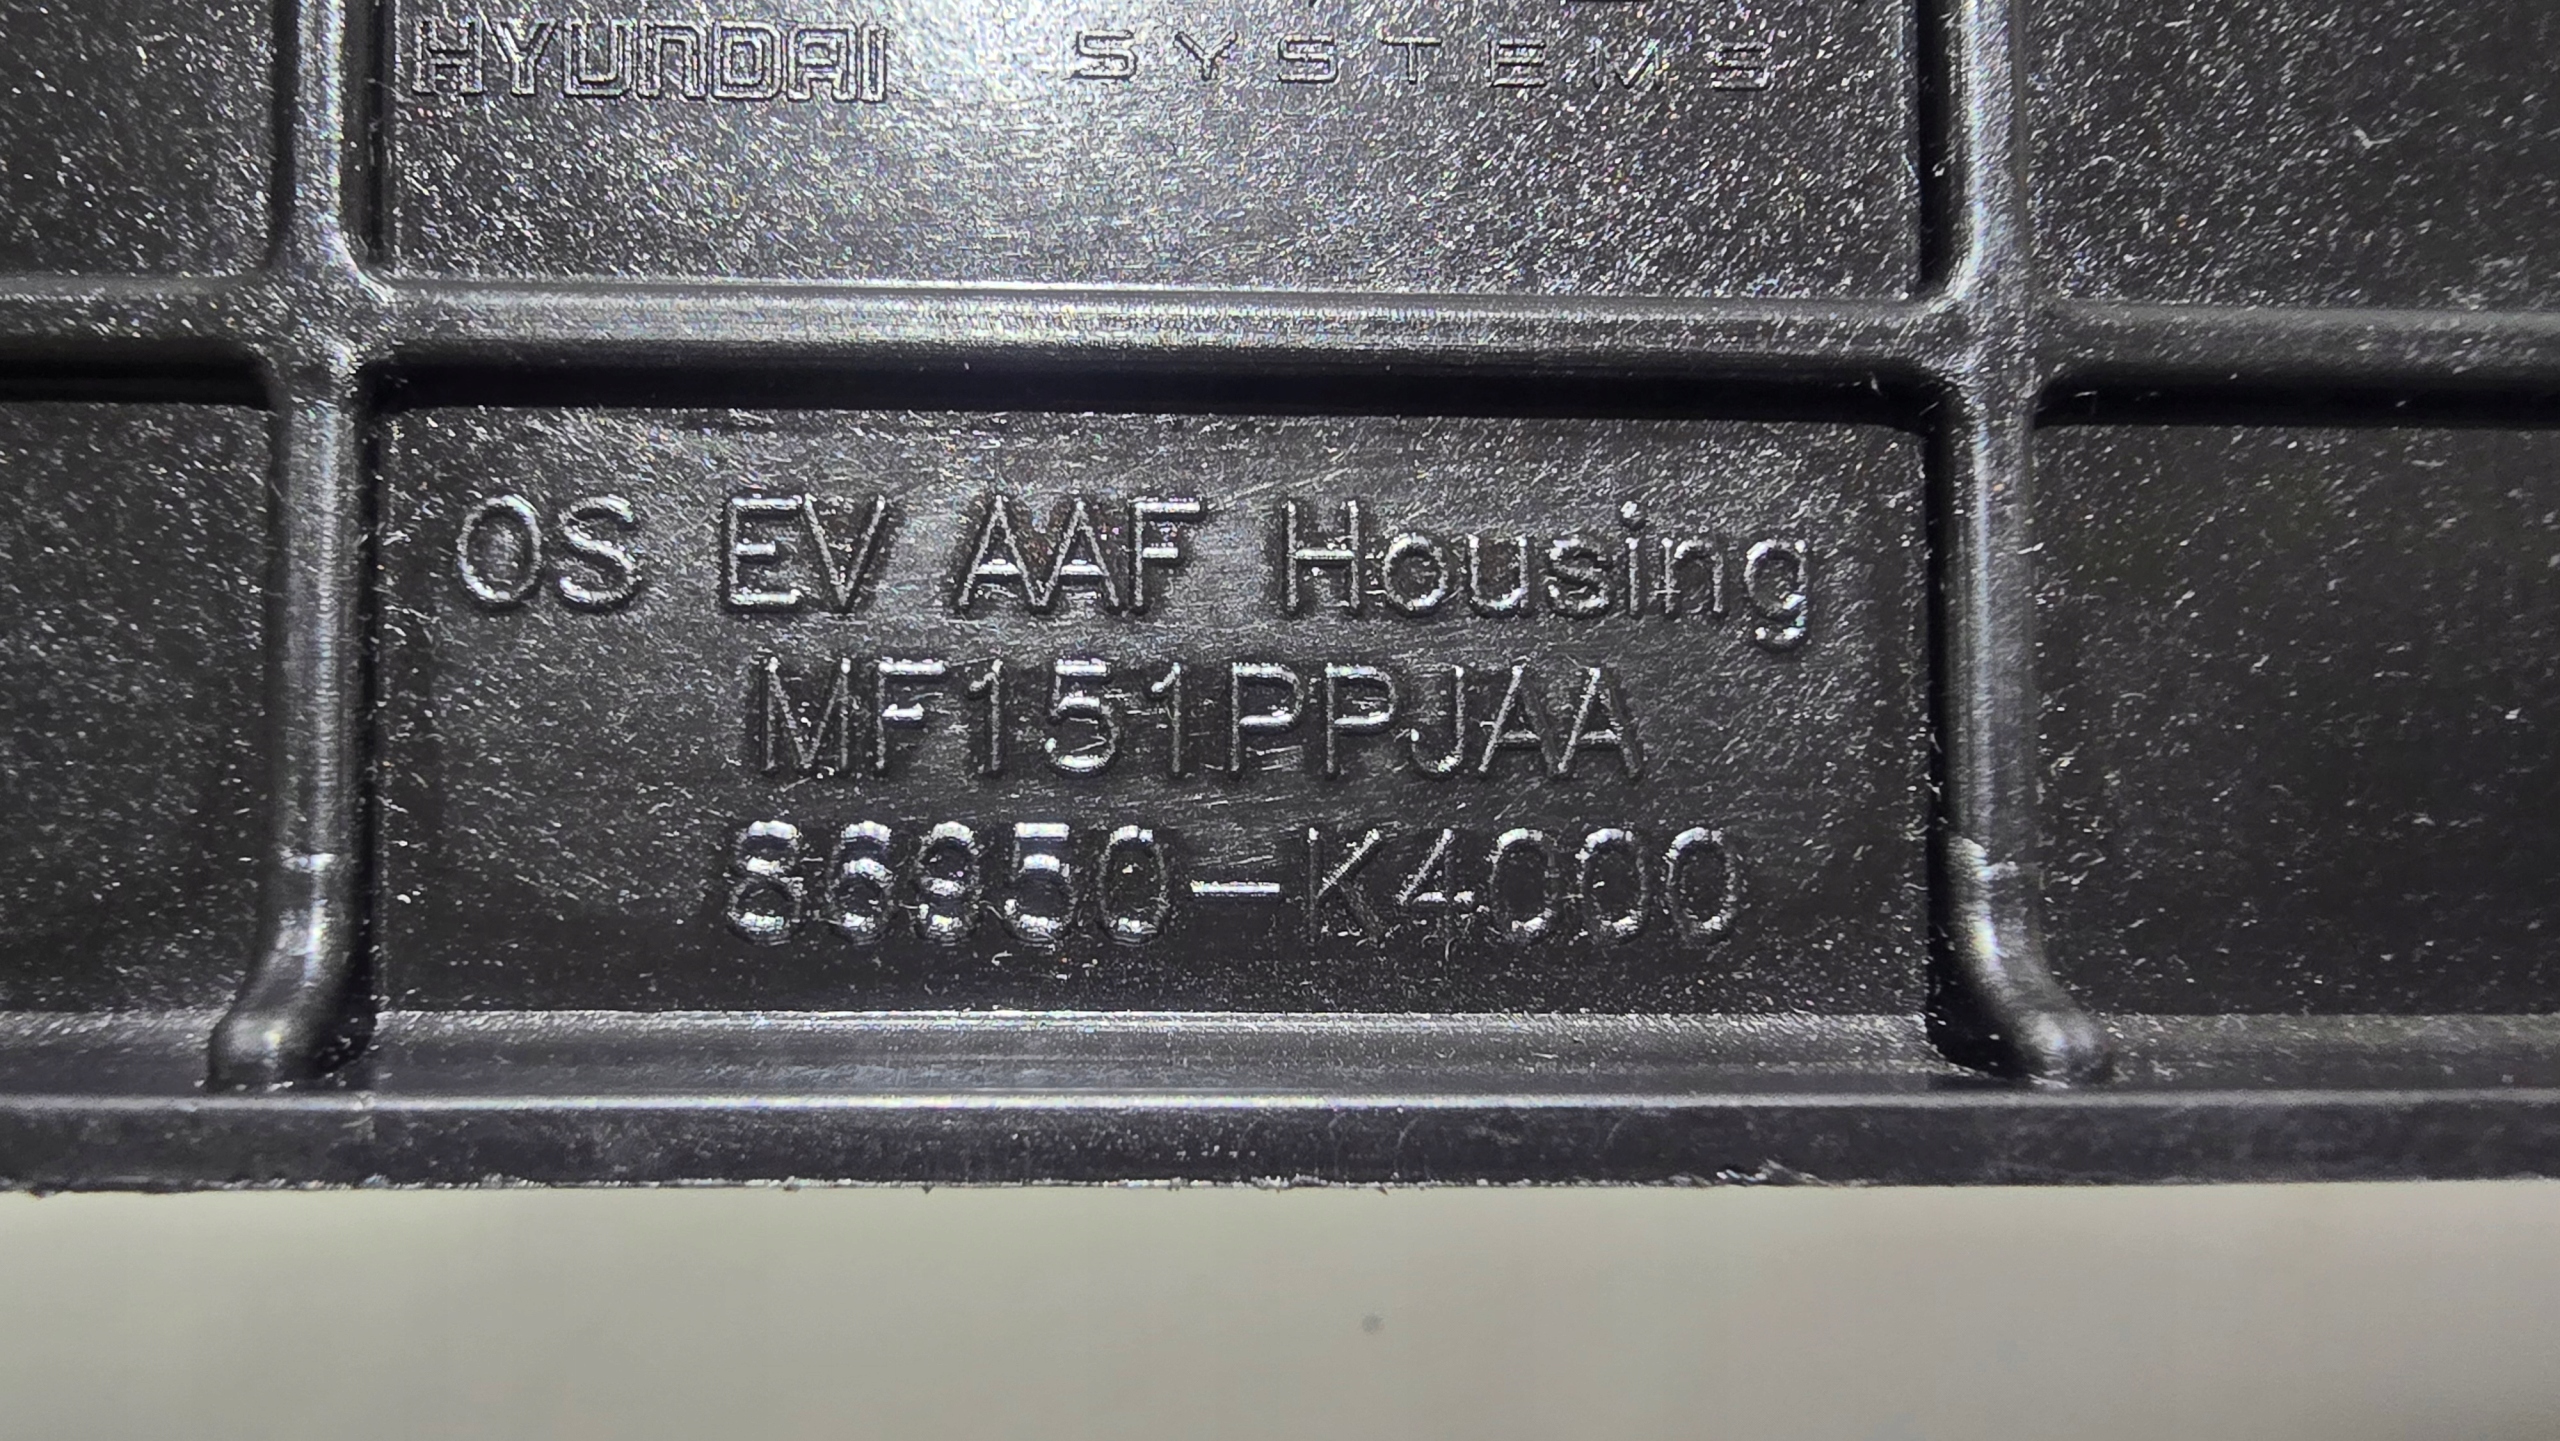 HYUNDAI SYSTEMS
OS EV AAF Housing
MF151PPJAA
86950-K4000